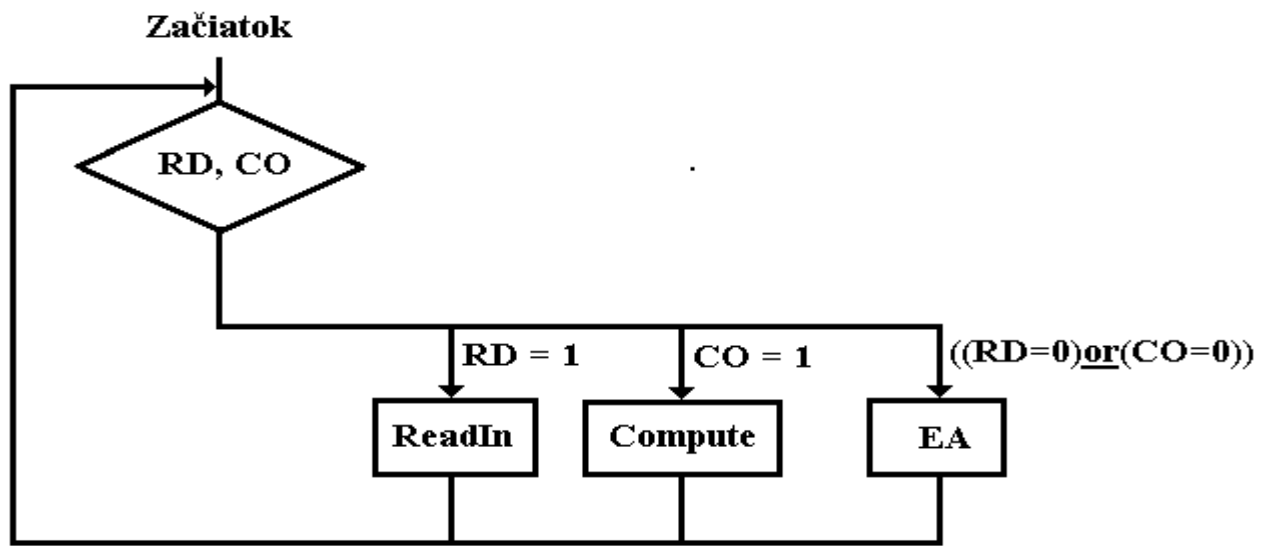 Začiatok
RD, CO
RD = 1
CO = 1
((RD=0)or(CO=0))
ReadIn
Compute
EA